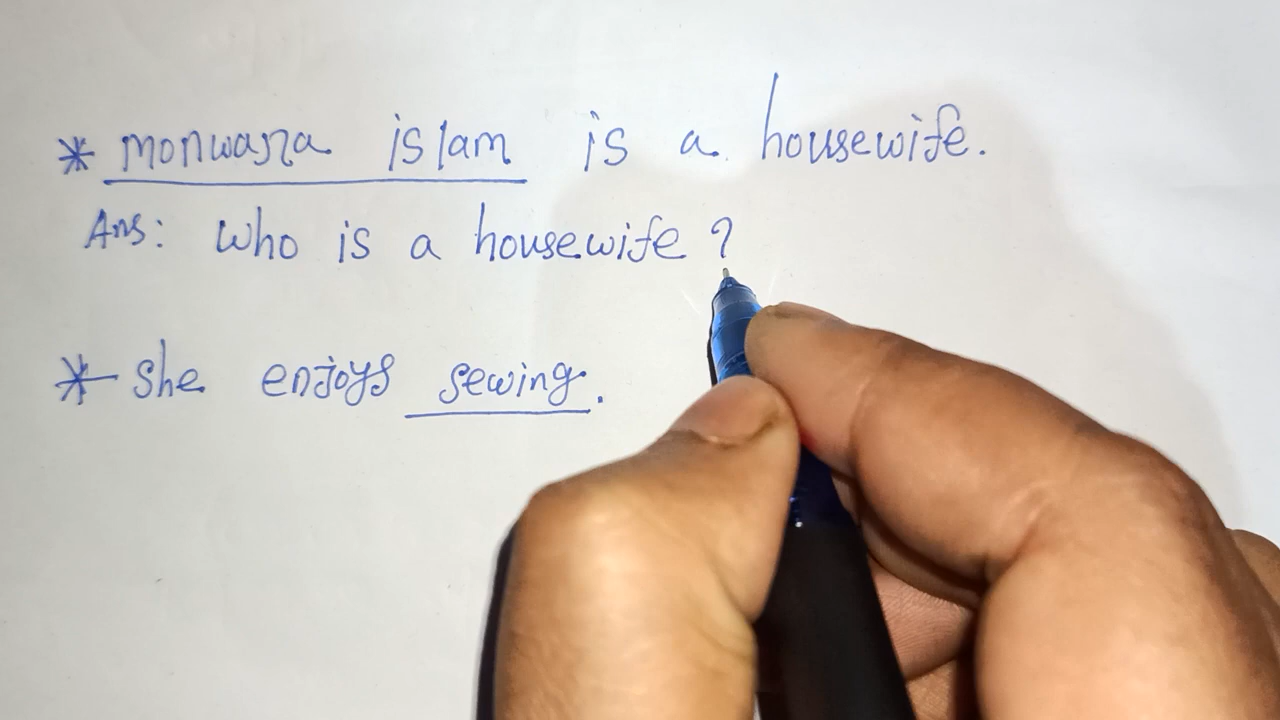 * monwara islam is a housewife.
Ans: Who is a housewife ?
* She enjoys sewing.